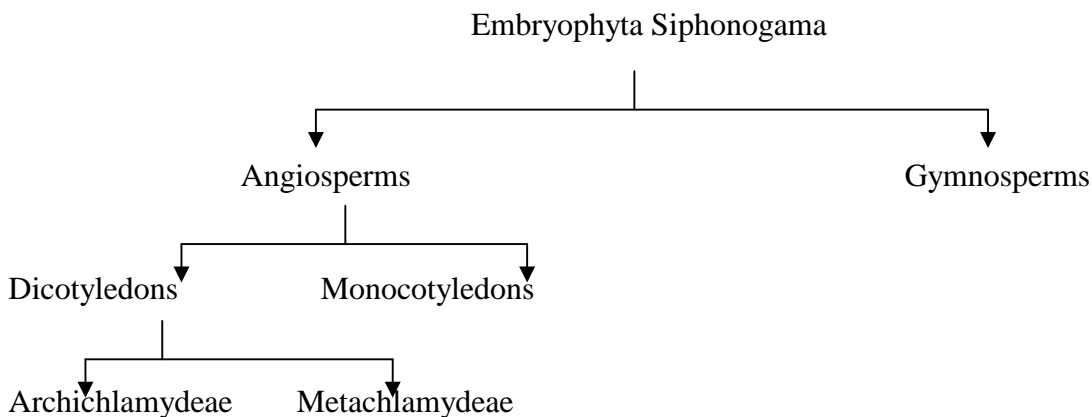 Embryophyta Siphonogama
Angiosperms Gymnosperms
Dicotyledons Monocotyledons
Archichlamydeae Metachlamydeae